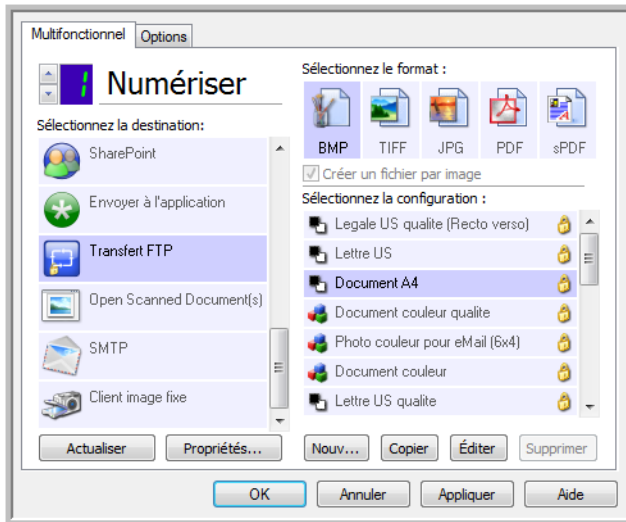 Multifonctionnel
Options
1
Numériser
Sélectionnez la destination:
SharePoint
Envoyer à l'application
Transfert FTP
Open Scanned Document(s)
SMTP
Client image fixe
Actualiser
Propriétés...
Sélectionnez le format :
BMP
TIFF
JPG
PDF
sPDF
Créer un fichier par image
Sélectionnez la configuration :
Legale US qualite (Recto verso)
Lettre US
Document A4
Document couleur qualite
Photo couleur pour eMail (6x4)
Document couleur
Lettre US qualite
Nouv...
Copier
Éditer
Supprimer
OK
Annuler
Appliquer
Aide